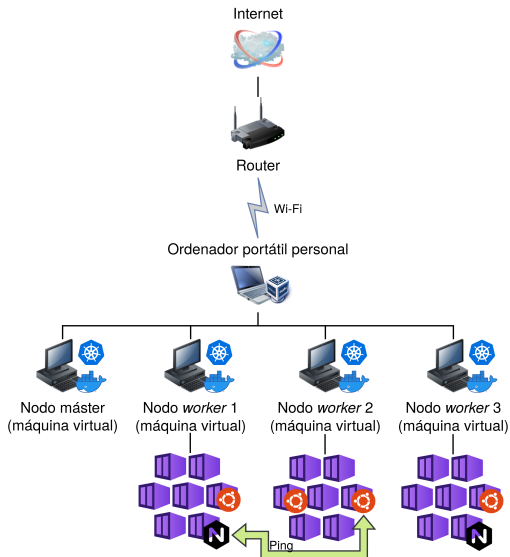 Internet
Router
Wi-Fi
Ordenador portátil personal
Nodo máster
(máquina virtual)
Nodo worker 1
(máquina virtual)
Nodo worker 2
(máquina virtual)
Nodo worker 3
(máquina virtual)
N
N
Ping